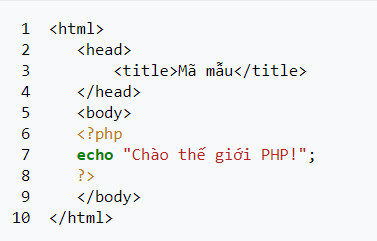 1 <html>
2 <head>
3 <title>Mã mẫu</title>
4 </head>
5 <body>
6 <?php
7 echo "Chào thế giới PHP!";
8 ?>
9 </body>
10 </html>